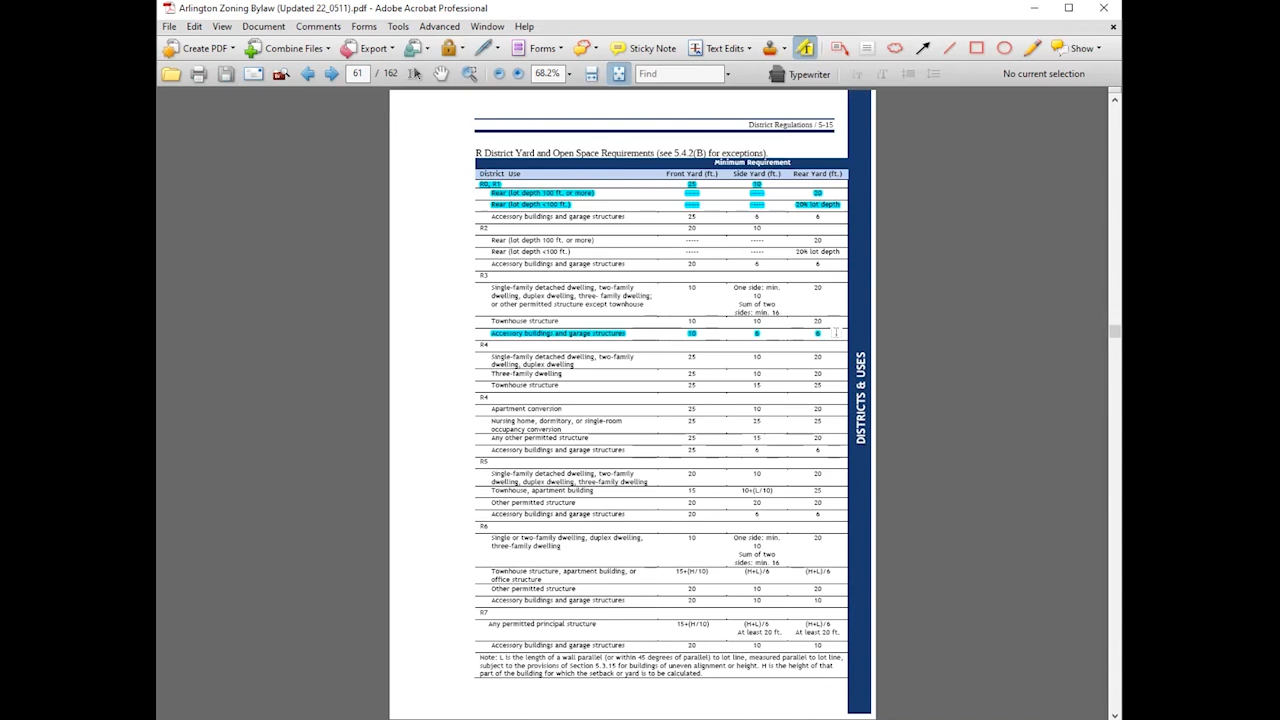 Arlington Zoning Bylaw (Updated 22_0511).pdf - Adobe Acrobat Professional
File Edit View Document Comments Forms Tools Advanced Window Help
Create PDF Combine Files Export Forms Sticky Note Text Edits Show
61 / 162 68.2% Find Typewriter No current selection
District Regulations / 5-15
R District Yard and Open Space Requirements (see 5.4.2(B) for exceptions).
Minimum Requirement
District Use Front Yard (ft.) Side Yard (ft.) Rear Yard (ft.)
R0, R1 25 10
Rear (lot depth 100 ft. or more) ----- ----- 20
Rear (lot depth <100 ft.) ----- ----- 20% lot depth
Accessory buildings and garage structures 25 6 6
R2 20 10
Rear (lot depth 100 ft. or more) ----- ----- 20
Rear (lot depth <100 ft.) ----- ----- 20% lot depth
Accessory buildings and garage structures 20 6 6
R3
Single-family detached dwelling, two-family 10 One side: min. 20
dwelling, duplex dwelling, three- family dwelling; 10
or other permitted structure except townhouse Sum of two
sides: min. 16
Townhouse structure 10 10 20
Accessory buildings and garage structures 10 6 6
R4
Single-family detached dwelling, two-family 25 10 20
dwelling, duplex dwelling
Three-family dwelling 25 10 20
Townhouse structure 25 15 25
R4
Apartment conversion 25 10 20
Nursing home, dormitory, or single-room 25 25 25
occupancy conversion
Any other permitted structure 25 15 20
Accessory buildings and garage structures 25 6 6
R5
Single-family detached dwelling, two-family 20 10 20
dwelling, duplex dwelling, three-family dwelling
Townhouse, apartment building 15 10+(L/10) 25
Other permitted structure 20 20 20
Accessory buildings and garage structures 20 6 6
R6
Single or two-family dwelling, duplex dwelling, 10 One side: min. 20
three-family dwelling 10
Sum of two
sides: min. 16
Townhouse structure, apartment building, or 15+(H/10) (H+L)/6 (H+L)/6
office structure
Other permitted structure 20 10 20
Accessory buildings and garage structures 20 10 10
R7
Any permitted principal structure 15+(H/10) (H+L)/6 (H+L)/6
At least 20 ft. At least 20 ft.
Accessory buildings and garage structures 20 10 10
Note: L is the length of a wall parallel (or within 45 degrees of parallel) to lot line, measured parallel to lot line,
subject to the provisions of Section 5.3.15 for buildings of uneven alignment or height. H is the height of that
part of the building for which the setback or yard is to be calculated.
DISTRICTS & USES